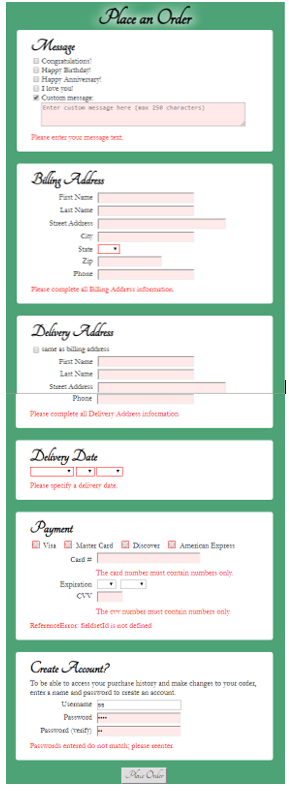 Place an Order
Message
Congratulations!
Happy Birthday!
Happy Anniversary!
I love you!
Custom message:
Enter custom message here (max 250 characters)
Please enter your message text.
Billing Address
First Name
Last Name
Street Address
City
State
Zip
Phone
Please complete all Billing Address information.
Delivery Address
same as billing address
First Name
Last Name
Street Address
Phone
Please complete all Delivery Address information.
Delivery Date
Please specify a delivery date.
Payment
Visa Master Card Discover American Express
Card #
The card number must contain numbers only.
Expiration
CVV
The cvv number must contain numbers only.
ReferenceError: fieldsetId is not defined
Create Account?
To be able to access your purchase history and make changes to your order,
enter a name and password to create an account.
Username
Password ••••
Password (verify) ••
Passwords entered do not match; please reenter.
Place Order